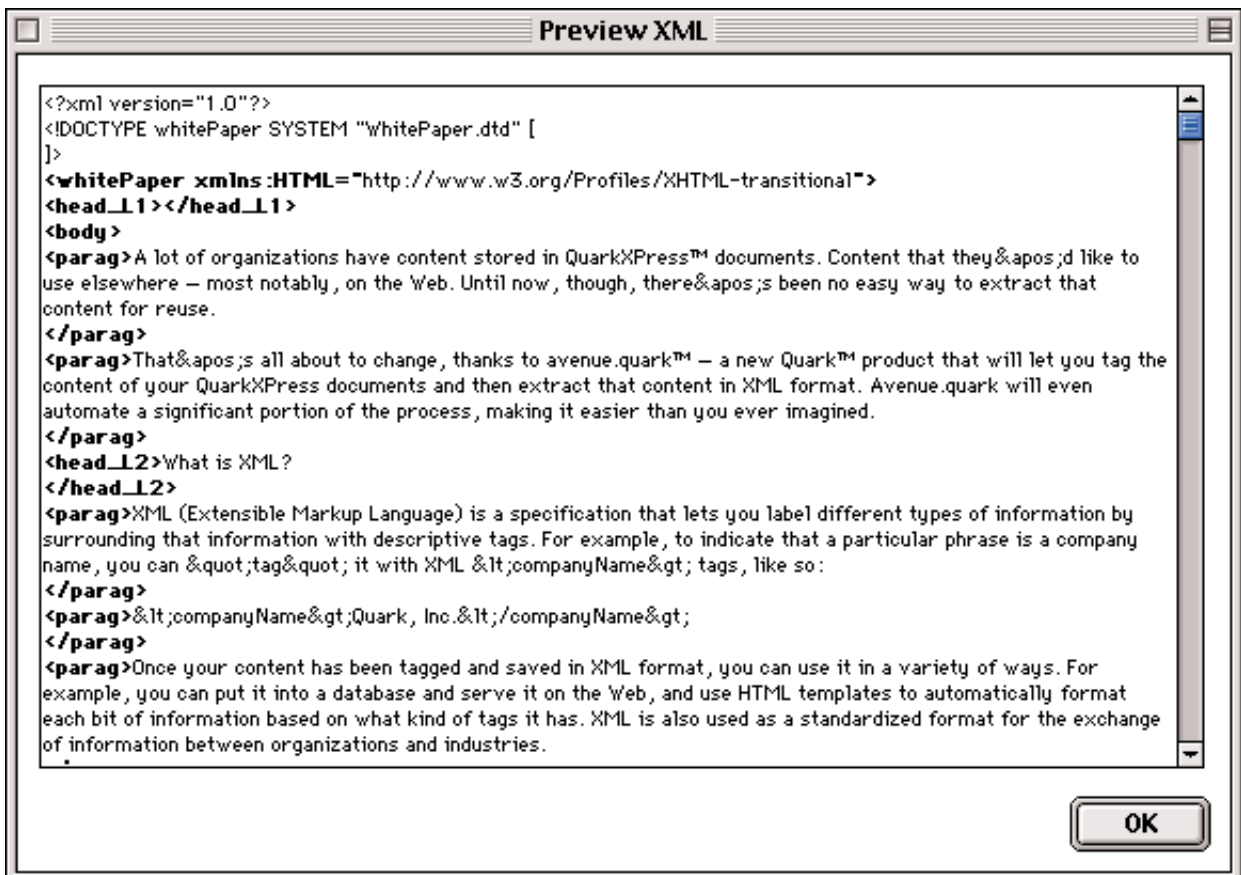 Preview XML
<?xml version="1.0"?>
<!DOCTYPE whitePaper SYSTEM "WhitePaper.dtd" [
]>
<whitePaper xmlns:HTML="http://www.w3.org/Profiles/XHTML-transitional">
<head_L1></head_L1>
<body>
<parag>A lot of organizations have content stored in QuarkXPress™ documents. Content that they&apos;d like to
use elsewhere – most notably, on the Web. Until now, though, there&apos;s been no easy way to extract that
content for reuse.
</parag>
<parag>That&apos;s all about to change, thanks to avenue.quark™ – a new Quark™ product that will let you tag the
content of your QuarkXPress documents and then extract that content in XML format. Avenue.quark will even
automate a significant portion of the process, making it easier than you ever imagined.
</parag>
<head_L2>What is XML?
</head_L2>
<parag>XML (Extensible Markup Language) is a specification that lets you label different types of information by
surrounding that information with descriptive tags. For example, to indicate that a particular phrase is a company
name, you can &quot;tag&quot; it with XML &lt;companyName&gt; tags, like so:
</parag>
<parag>&lt;companyName&gt;Quark, Inc.&lt;/companyName&gt;
</parag>
<parag>Once your content has been tagged and saved in XML format, you can use it in a variety of ways. For
example, you can put it into a database and serve it on the Web, and use HTML templates to automatically format
each bit of information based on what kind of tags it has. XML is also used as a standardized format for the exchange
of information between organizations and industries.
OK